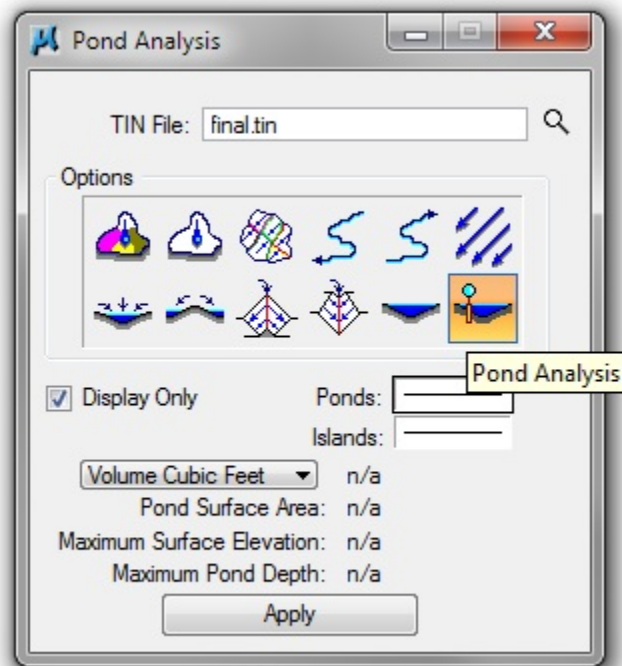 Pond Analysis
TIN File: final.tin
Options
Pond Analysis
Display Only Ponds:
Islands:
Volume Cubic Feet n/a
Pond Surface Area: n/a
Maximum Surface Elevation: n/a
Maximum Pond Depth: n/a
Apply